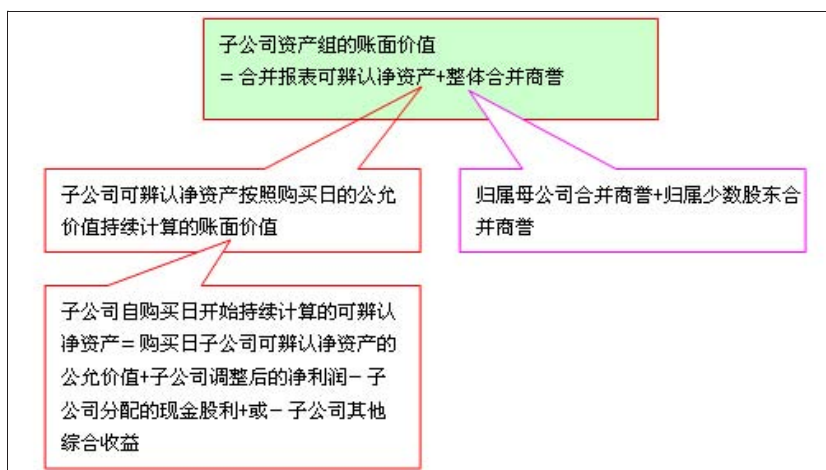 子公司资产组的账面价值
＝合并报表可辨认净资产+整体合并商誉
子公司可辨认净资产按照购买日的公允
价值持续计算的账面价值
归属母公司合并商誉+归属少数股东合
并商誉
子公司自购买日开始持续计算的可辨认
净资产＝购买日子公司可辨认净资产的
公允价值+子公司调整后的净利润－子
公司分配的现金股利+或－子公司其他
综合收益